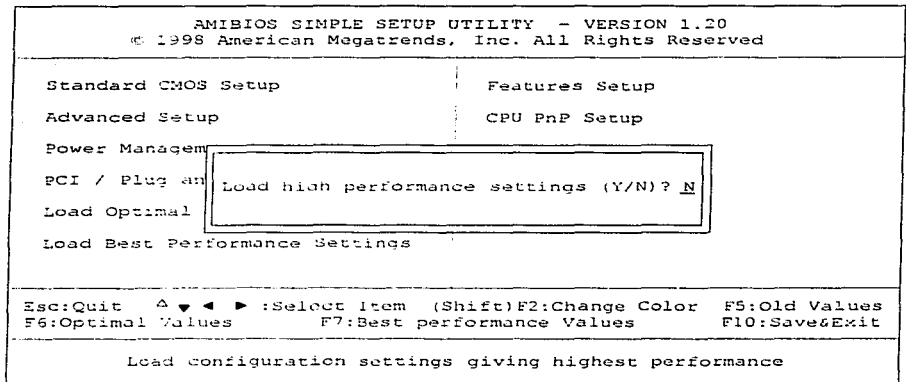 AMIBIOS SIMPLE SETUP UTILITY - VERSION 1.20
© 1998 American Megatrends, Inc. All Rights Reserved
Standard CMOS Setup
Features Setup
Advanced Setup
CPU PnP Setup
Power Managem
PCI / Plug an
Load high performance settings (Y/N)? N
Load Optimal
Load Best Performance Settings
Esc:Quit △ ▼ ◄ ► :Select Item (Shift)F2:Change Color F5:Old Values
F6:Optimal Values F7:Best performance Values F10:Save&Exit
Load configuration settings giving highest performance